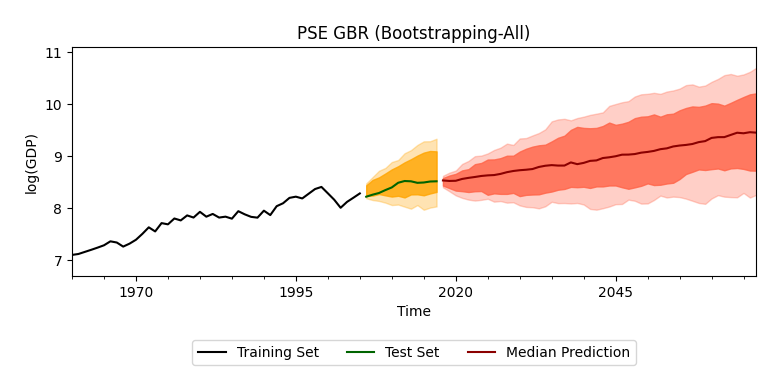 PSE GBR (Bootstrapping-All)
11
10
9
8
7
log(GDP)
1970 1995 2020 2045
Time
Training Set Test Set Median Prediction